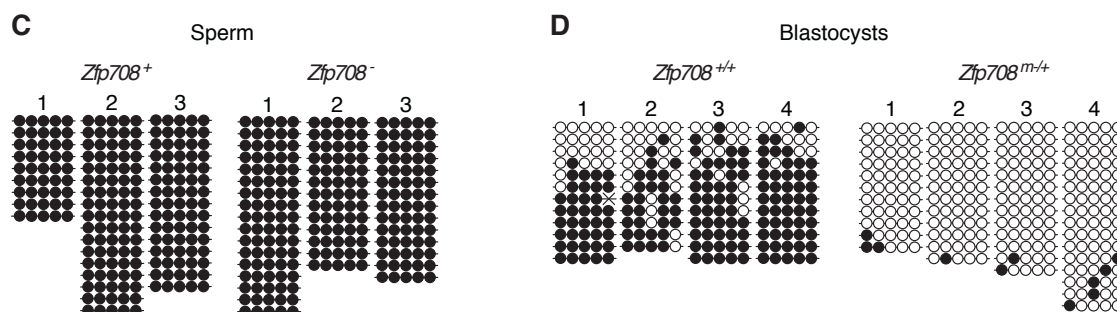 C
Sperm
Zfp708+
Zfp708-
1 2 3
1 2 3
D
Blastocysts
Zfp708+/+
Zfp708m-/+
1 2 3 4
1 2 3 4